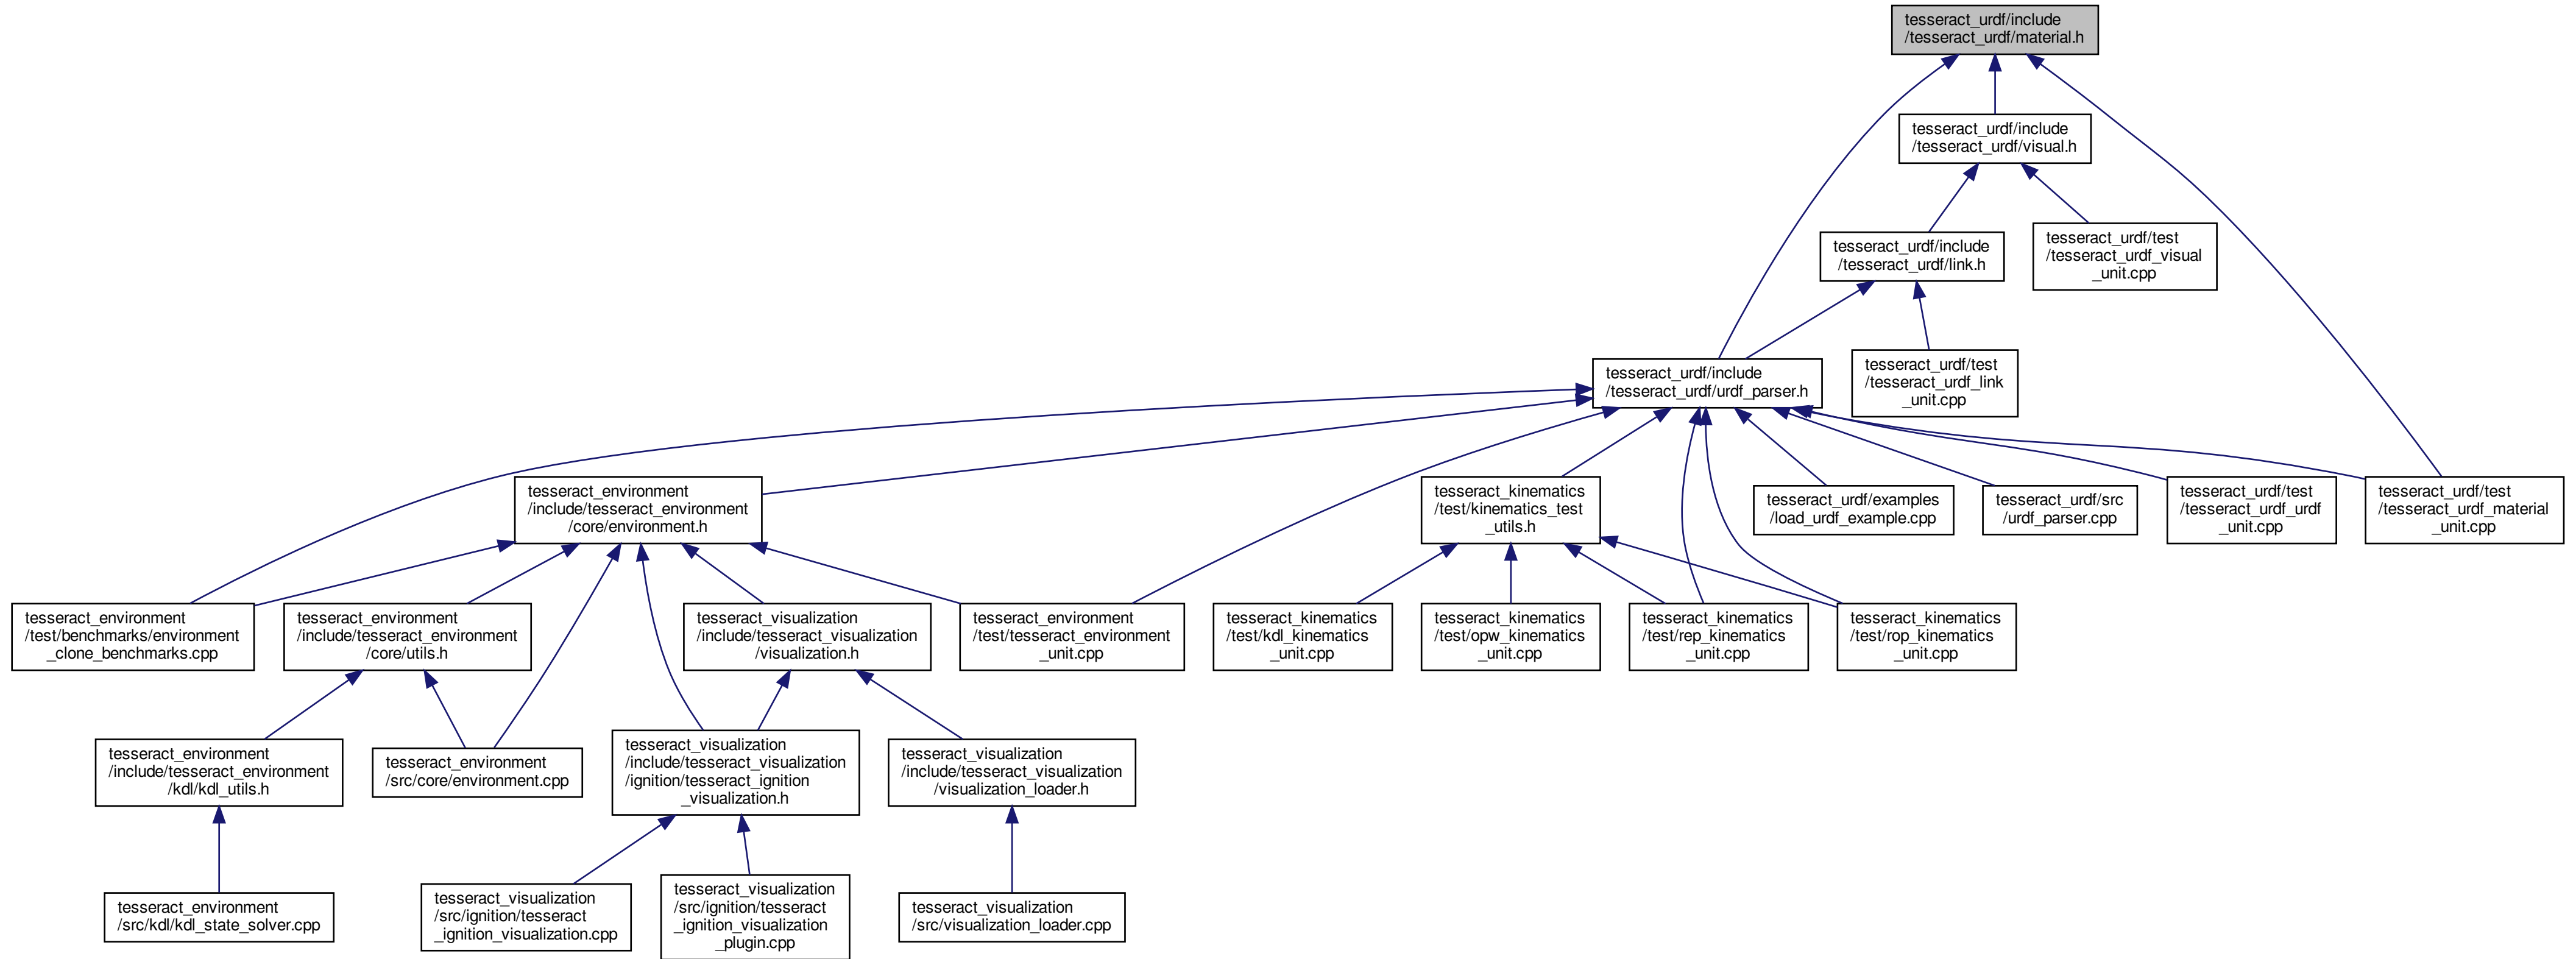 tesseract_urdf/include
/tesseract_urdf/material.h
tesseract_urdf/include
/tesseract_urdf/visual.h
tesseract_urdf/include
/tesseract_urdf/link.h
tesseract_urdf/test
/tesseract_urdf_visual
_unit.cpp
tesseract_urdf/include
/tesseract_urdf/urdf_parser.h
tesseract_urdf/test
/tesseract_urdf_link
_unit.cpp
tesseract_environment
/include/tesseract_environment
/core/environment.h
tesseract_kinematics
/test/kinematics_test
_utils.h
tesseract_urdf/examples
/load_urdf_example.cpp
tesseract_urdf/src
/urdf_parser.cpp
tesseract_urdf/test
/tesseract_urdf_urdf
_unit.cpp
tesseract_urdf/test
/tesseract_urdf_material
_unit.cpp
tesseract_environment
/test/benchmarks/environment
_clone_benchmarks.cpp
tesseract_environment
/include/tesseract_environment
/core/utils.h
tesseract_visualization
/include/tesseract_visualization
/visualization.h
tesseract_environment
/test/tesseract_environment
_unit.cpp
tesseract_kinematics
/test/kdl_kinematics
_unit.cpp
tesseract_kinematics
/test/opw_kinematics
_unit.cpp
tesseract_kinematics
/test/rep_kinematics
_unit.cpp
tesseract_kinematics
/test/rop_kinematics
_unit.cpp
tesseract_environment
/include/tesseract_environment
/kdl/kdl_utils.h
tesseract_environment
/src/core/environment.cpp
tesseract_visualization
/include/tesseract_visualization
/ignition/tesseract_ignition
_visualization.h
tesseract_visualization
/include/tesseract_visualization
/visualization_loader.h
tesseract_environment
/src/kdl/kdl_state_solver.cpp
tesseract_visualization
/src/ignition/tesseract
_ignition_visualization.cpp
tesseract_visualization
/src/ignition/tesseract
_ignition_visualization
_plugin.cpp
tesseract_visualization
/src/visualization_loader.cpp